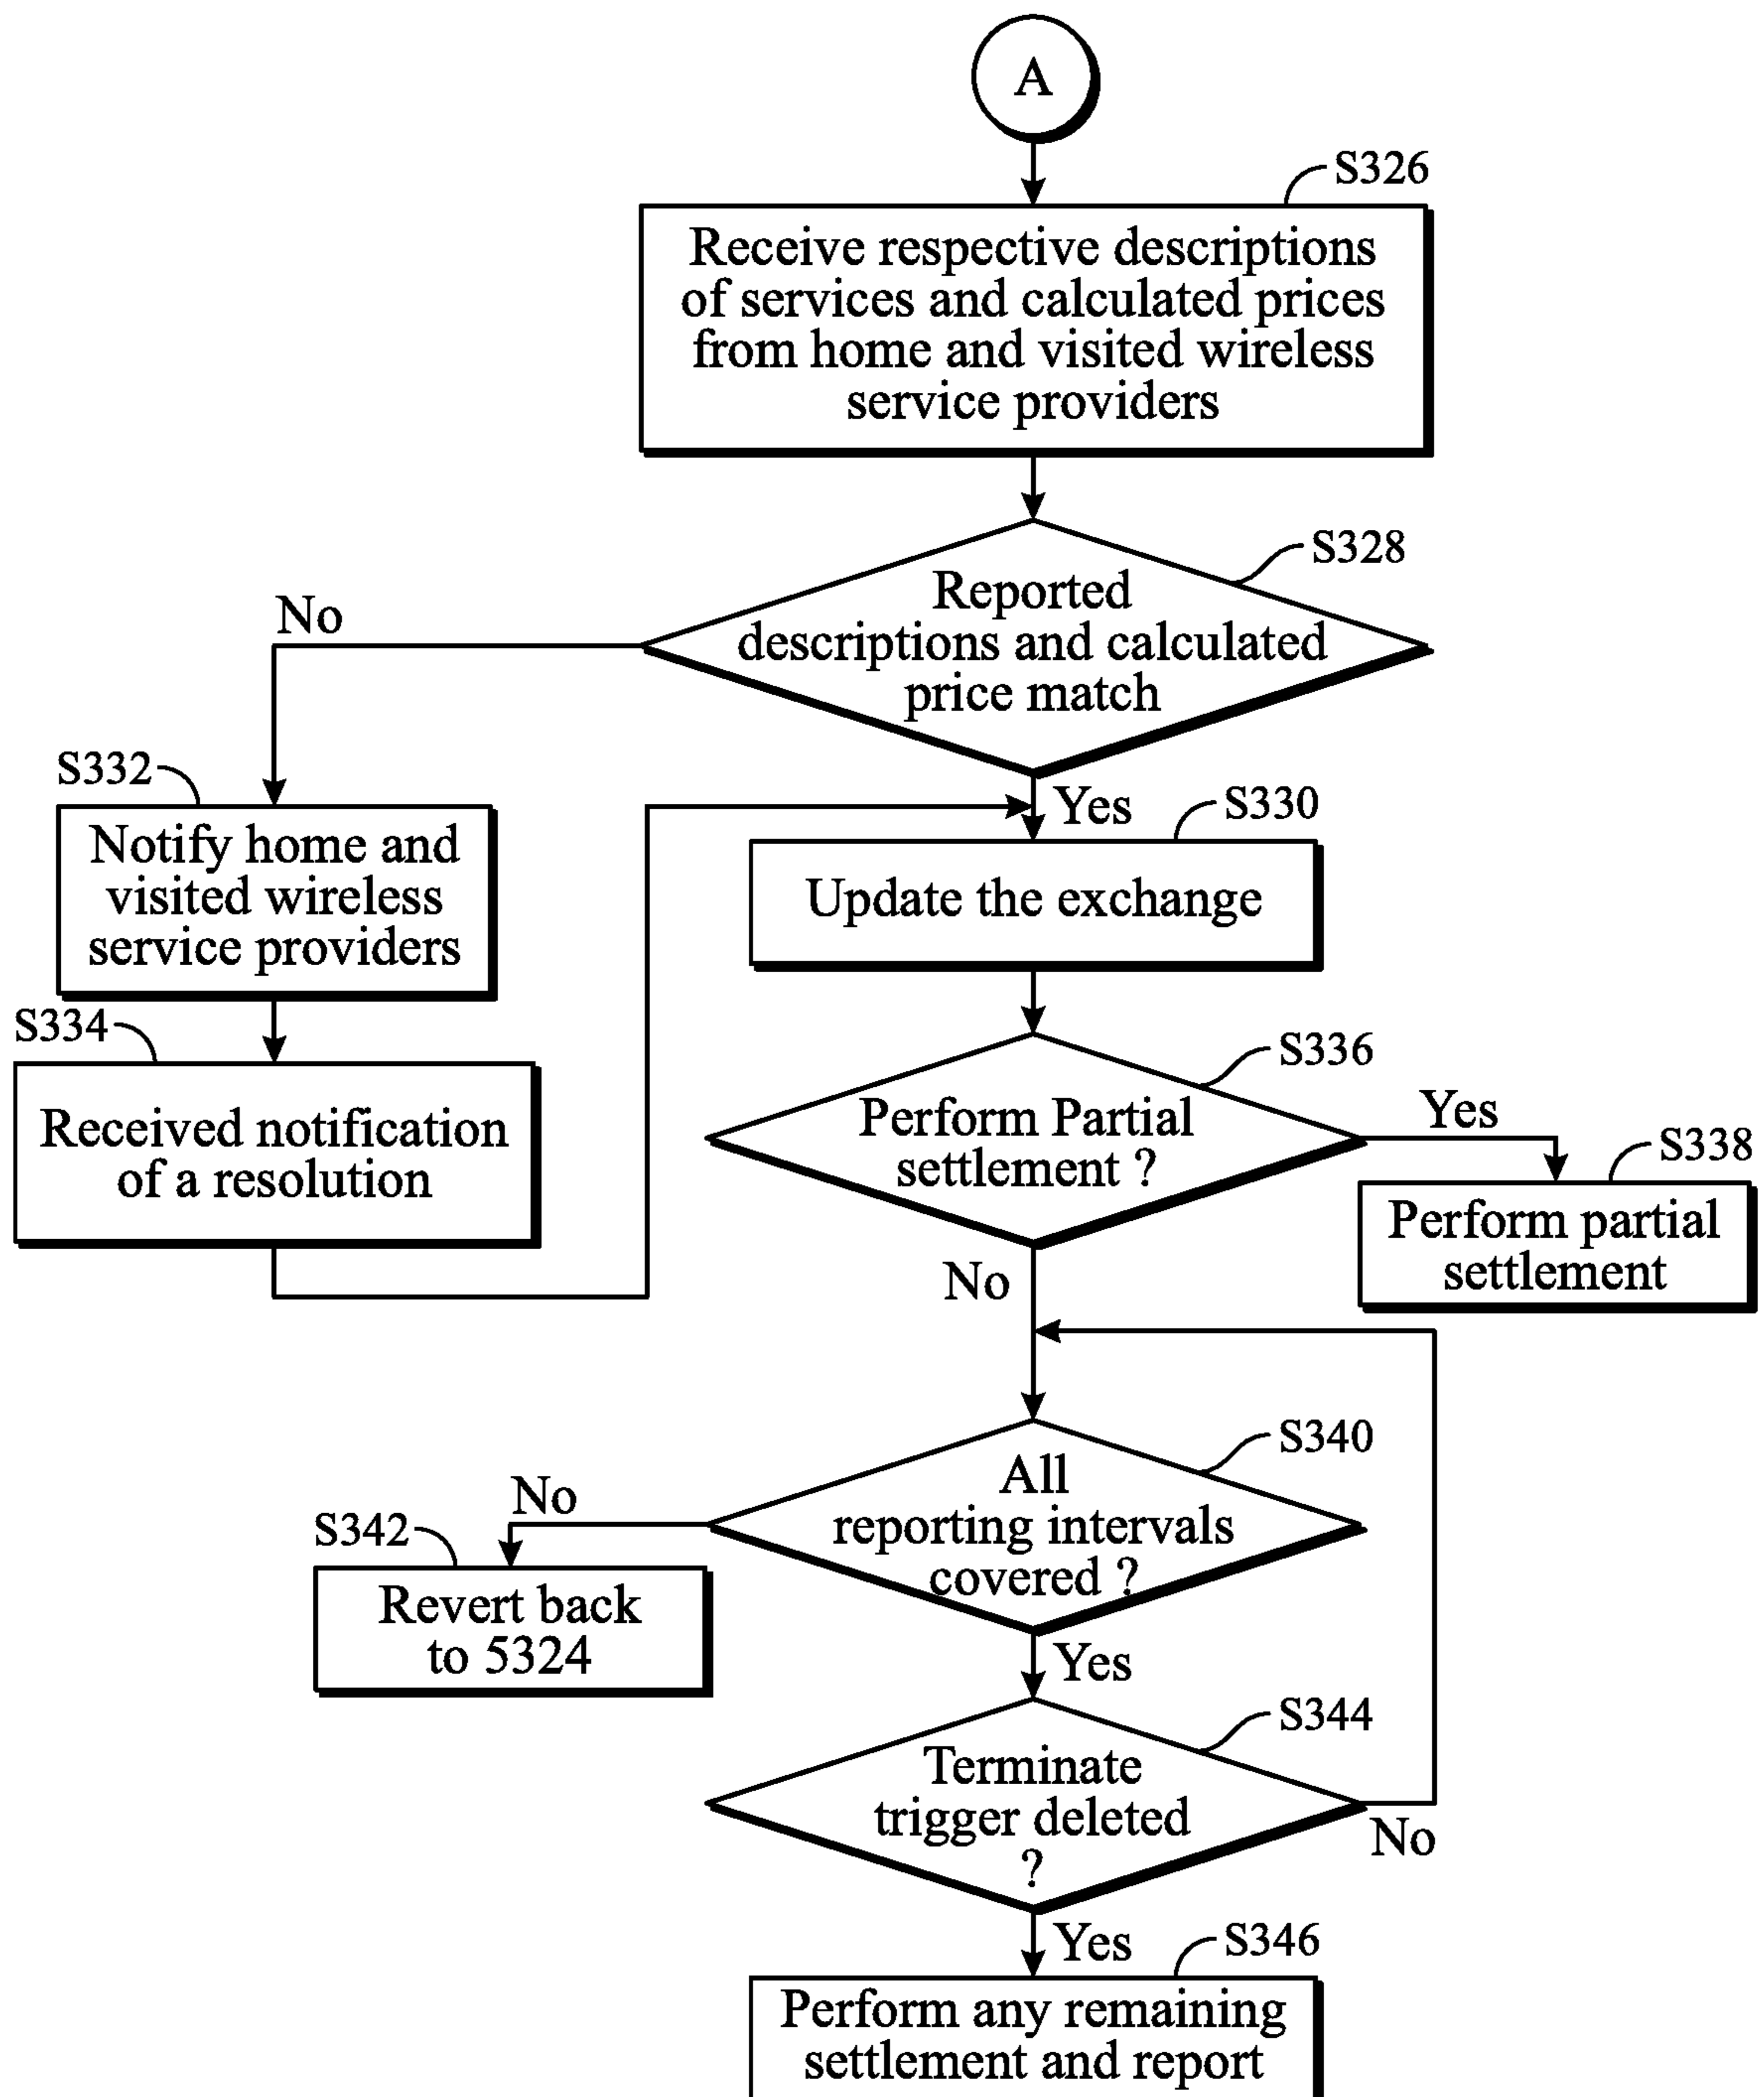 A
S326
Receive respective descriptions
of services and calculated prices
from home and visited wireless
service providers
S328
Reported
descriptions and calculated
price match
No
Yes
S332
Notify home and
visited wireless
service providers
S330
Update the exchange
S334
Received notification
of a resolution
S336
Perform Partial
settlement ?
Yes
S338
Perform partial
settlement
No
S340
All
reporting intervals
covered ?
No
S342
Revert back
to 5324
Yes
S344
Terminate
trigger deleted
?
No
Yes
S346
Perform any remaining
settlement and report